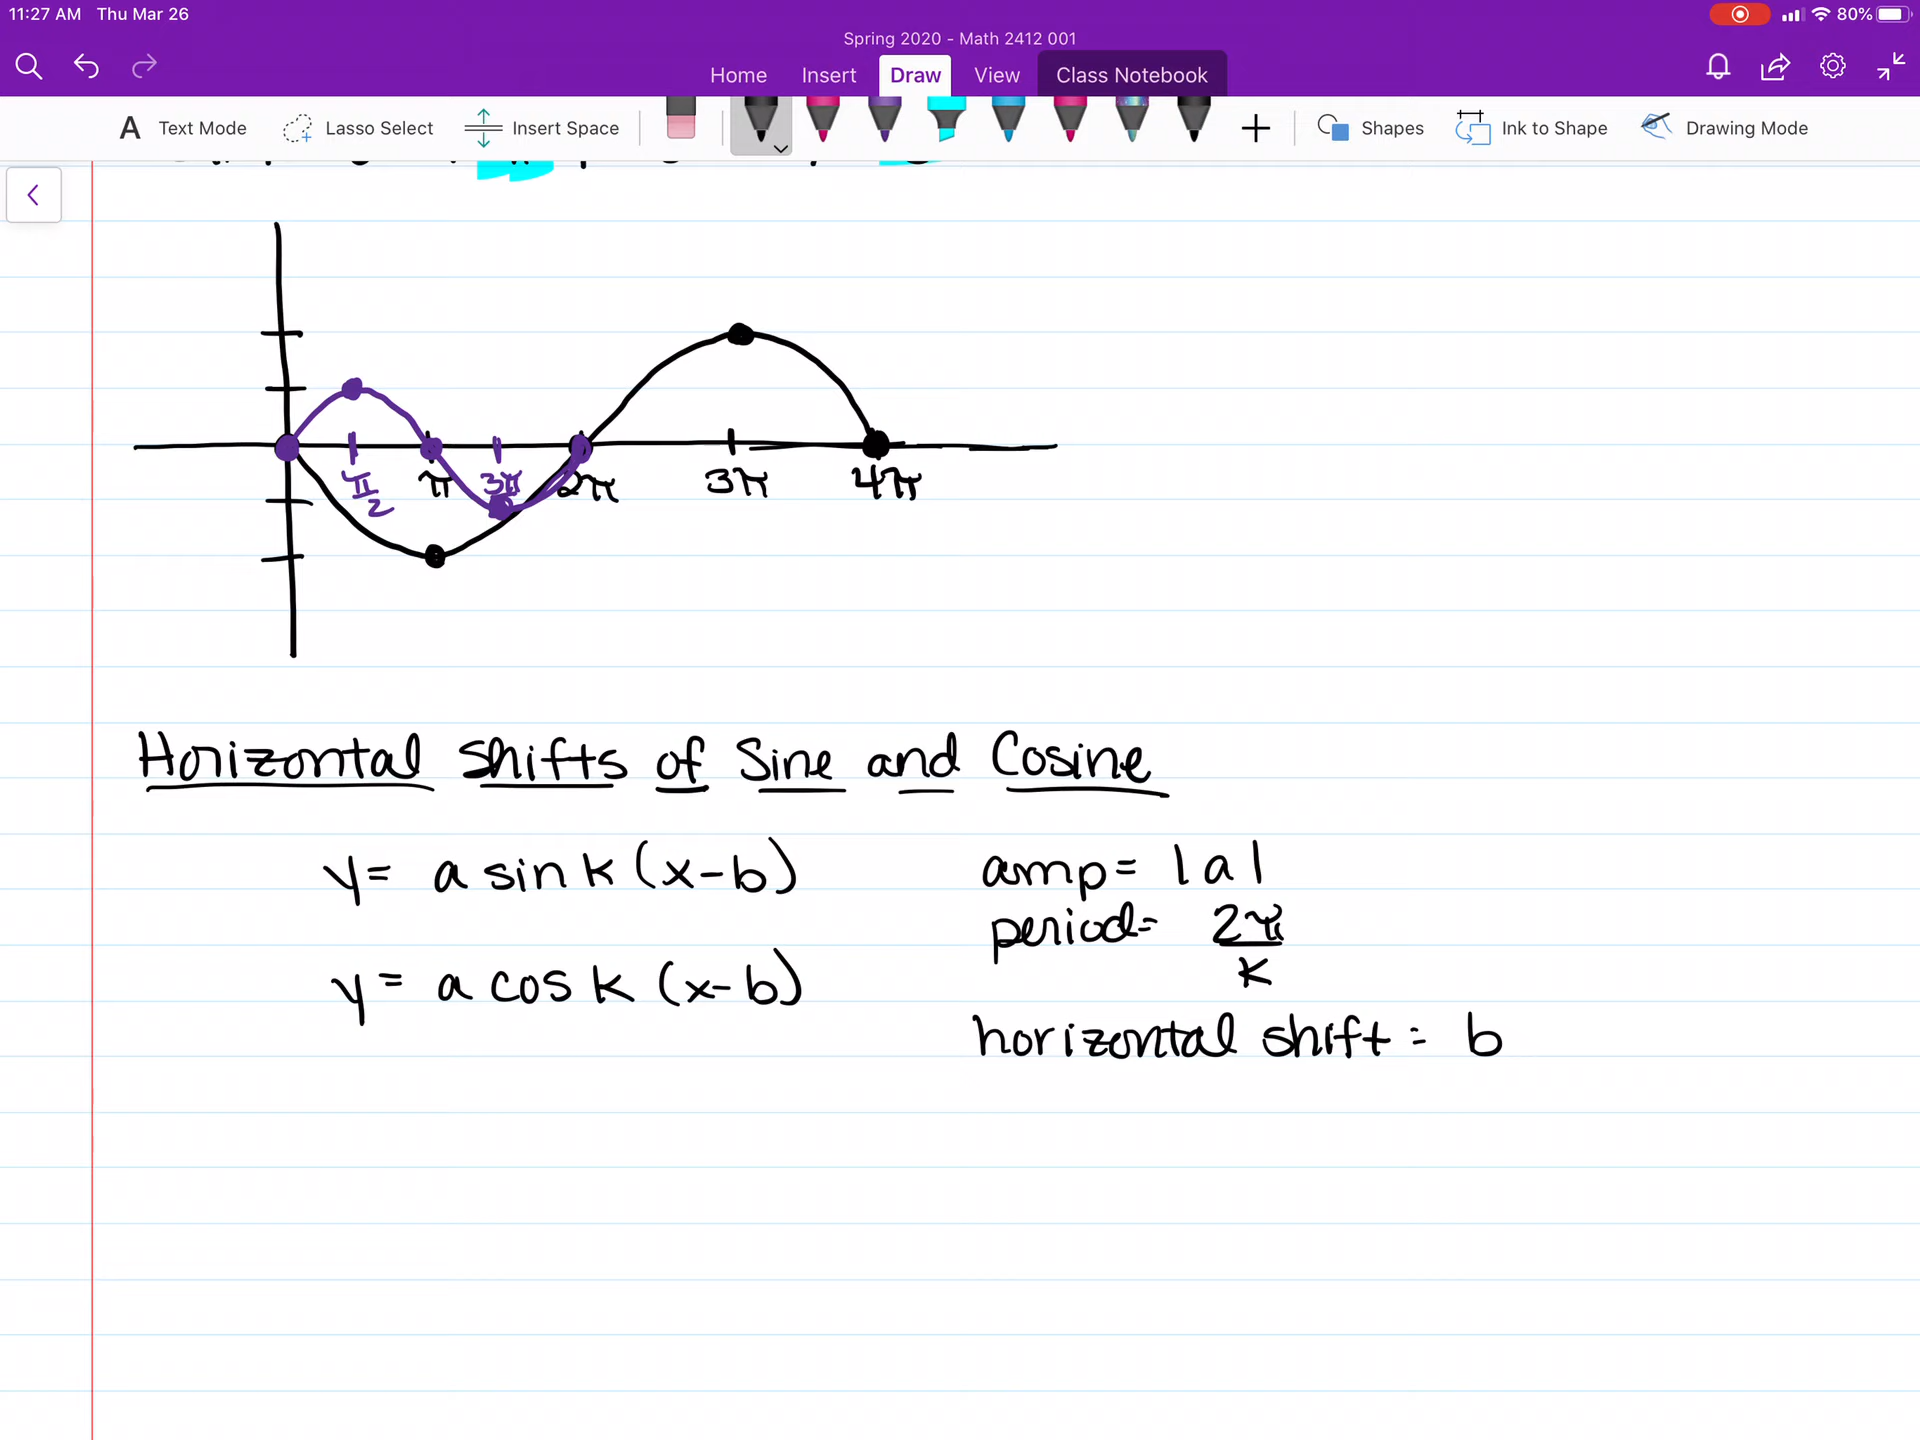 11:27 AM Thu Mar 26 80%
Spring 2020 - Math 2412 001
Home Insert Draw View Class Notebook
A Text Mode Lasso Select Insert Space Shapes Ink to Shape Drawing Mode
π/2 π 3π 2π 3π 4π
Horizontal shifts of Sine and Cosine
y = a sin k (x-b) amp = |a|
period = 2π/k
y = a cos k (x-b)
horizontal shift = b